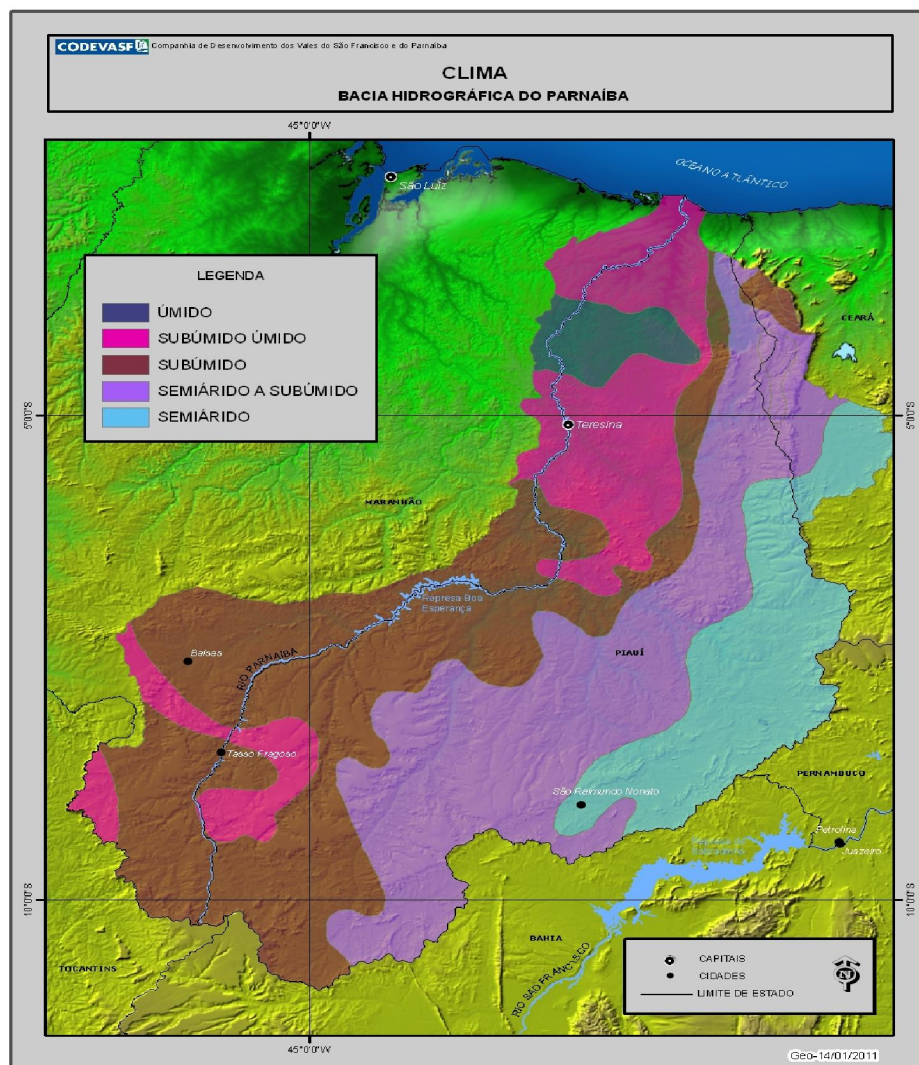 CODEVASF Companhia de Desenvolvimento dos Vales do São Francisco e do Parnaíba
CLIMA
BACIA HIDROGRÁFICA DO PARNAÍBA
45°0'0"W
OCEANO ATLÂNTICO
São Luiz
LEGENDA
ÚMIDO
SUBÚMIDO ÚMIDO
SUBÚMIDO
SEMIÁRIDO A SUBÚMIDO
SEMIÁRIDO
CEARÁ
5°0'0"S
5°0'0"S
Teresina
MARANHÃO
Represa Boa
Esperança
Balsas
RIO PARNAÍBA
PIAUÍ
Tasso Fragoso
PERNAMBUCO
São Raimundo Nonato
Petrolina
Juazeiro
10°0'0"S
10°0'0"S
BAHIA
TOCANTINS
RIO SÃO FRANCISCO
CAPITAIS
CIDADES
LIMITE DE ESTADO
N
45°0'0"W
Geo-14/01/2011